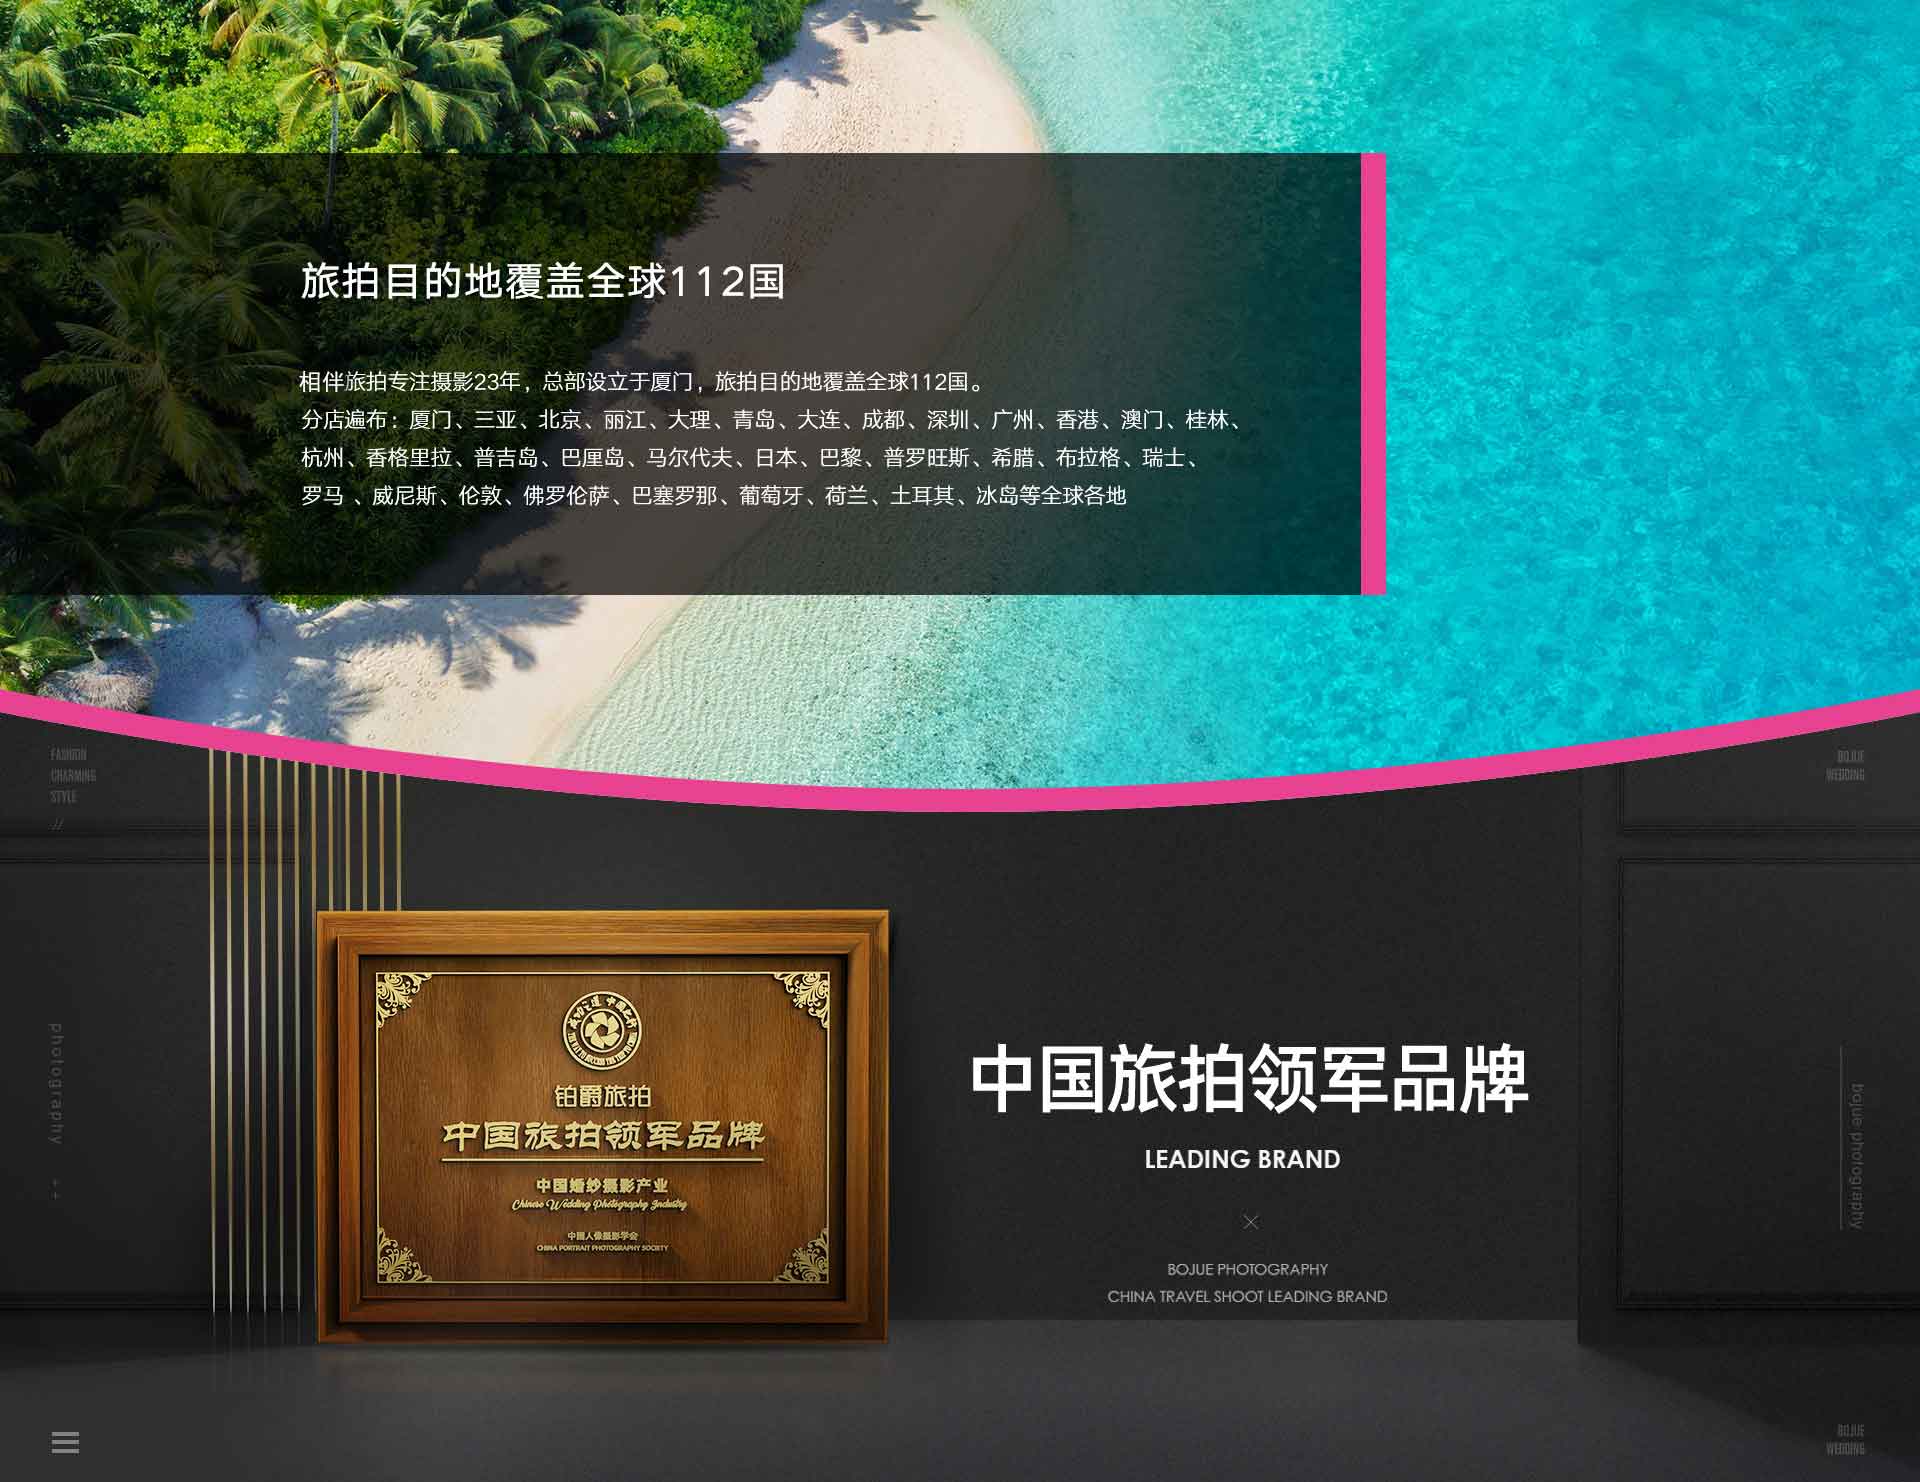 旅拍目的地覆盖全球112国
相伴旅拍专注摄影23年，总部设立于厦门，旅拍目的地覆盖全球112国。
分店遍布：厦门、三亚、北京、丽江、大理、青岛、大连、成都、深圳、广州、香港、澳门、桂林、
杭州、香格里拉、普吉岛、巴厘岛、马尔代夫、日本、巴黎、普罗旺斯、希腊、布拉格、瑞士、
罗马 、威尼斯、伦敦、佛罗伦萨、巴塞罗那、葡萄牙、荷兰、土耳其、冰岛等全球各地
FASHION
CHARMING
STYLE
//
BOJUE
WEDDING
铂爵旅拍
中国旅拍领军品牌
中国婚纱摄影产业
Chinese Wedding Photography Industry
中国人像摄影学会
CHINA PORTRAIT PHOTOGRAPHY SOCIETY
中国旅拍领军品牌
LEADING BRAND
BOJUE PHOTOGRAPHY
CHINA TRAVEL SHOOT LEADING BRAND
photography ++
bojue photography
BOJUE
WEDDING